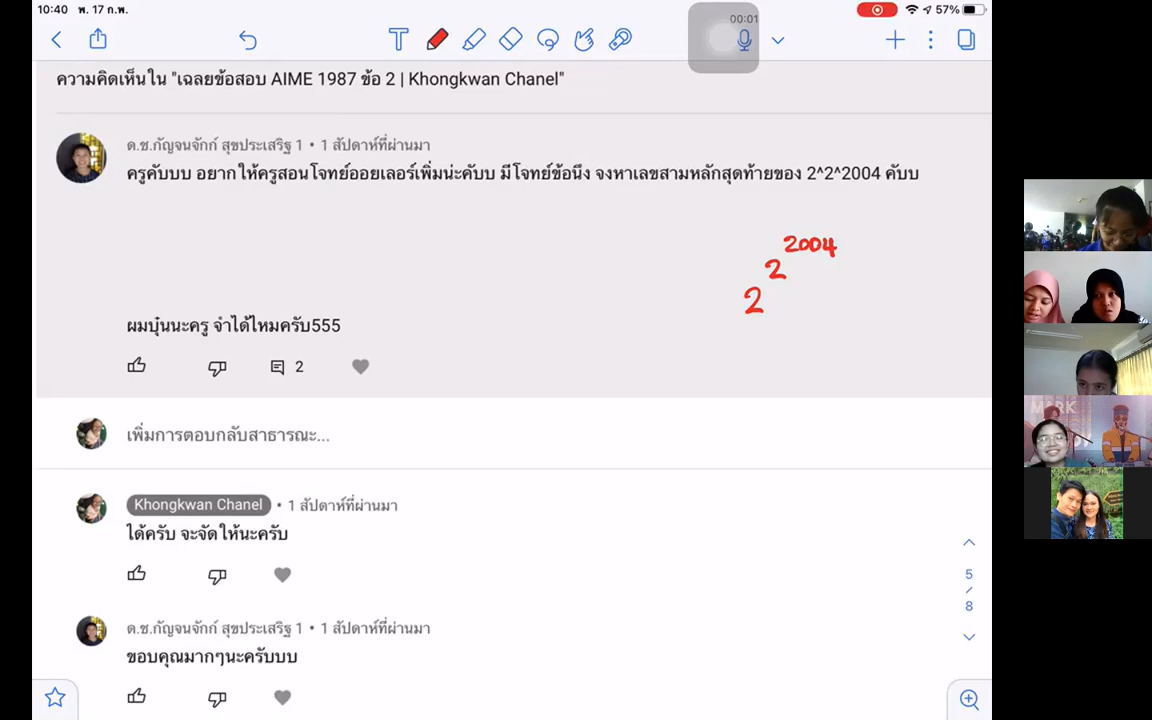 10:40 พ. 17 ก.พ.
57%
00:01
ความคิดเห็นใน "เฉลยข้อสอบ AIME 1987 ข้อ 2 | Khongkwan Chanel"
ด.ช.กัญจนจักก์ สุขประเสริฐ 1 • 1 สัปดาห์ที่ผ่านมา
ครูคับบบ อยากให้ครูสอนโจทย์ออยเลอร์เพิ่มน่ะคับบ มีโจทย์ข้อนึง จงหาเลขสามหลักสุดท้ายของ 2^2^2004 คับบ
2004
2
2
ผมบุ๋นนะครู จำได้ไหมครับ555
2
เพิ่มการตอบกลับสาธารณะ...
Khongkwan Chanel • 1 สัปดาห์ที่ผ่านมา
ได้ครับ จะจัดให้นะครับ
5
/
8
ด.ช.กัญจนจักก์ สุขประเสริฐ 1 • 1 สัปดาห์ที่ผ่านมา
ขอบคุณมากๆนะครับบบ